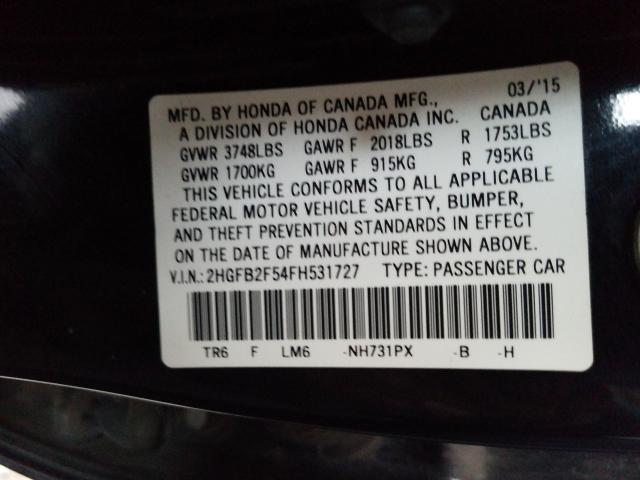 03/'15
MFD. BY HONDA OF CANADA MFG., CANADA
A DIVISION OF HONDA CANADA INC.
GVWR 3748LBS GAWR F 2018LBS R 1753LBS
GVWR 1700KG GAWR F 915KG R 795KG
THIS VEHICLE CONFORMS TO ALL APPLICABLE
FEDERAL MOTOR VEHICLE SAFETY, BUMPER,
AND THEFT PREVENTION STANDARDS IN EFFECT
ON THE DATE OF MANUFACTURE SHOWN ABOVE.
V.I.N.: 2HGFB2F54FH531727 TYPE: PASSENGER CAR
TR6 F LM6 -NH731PX -B -H